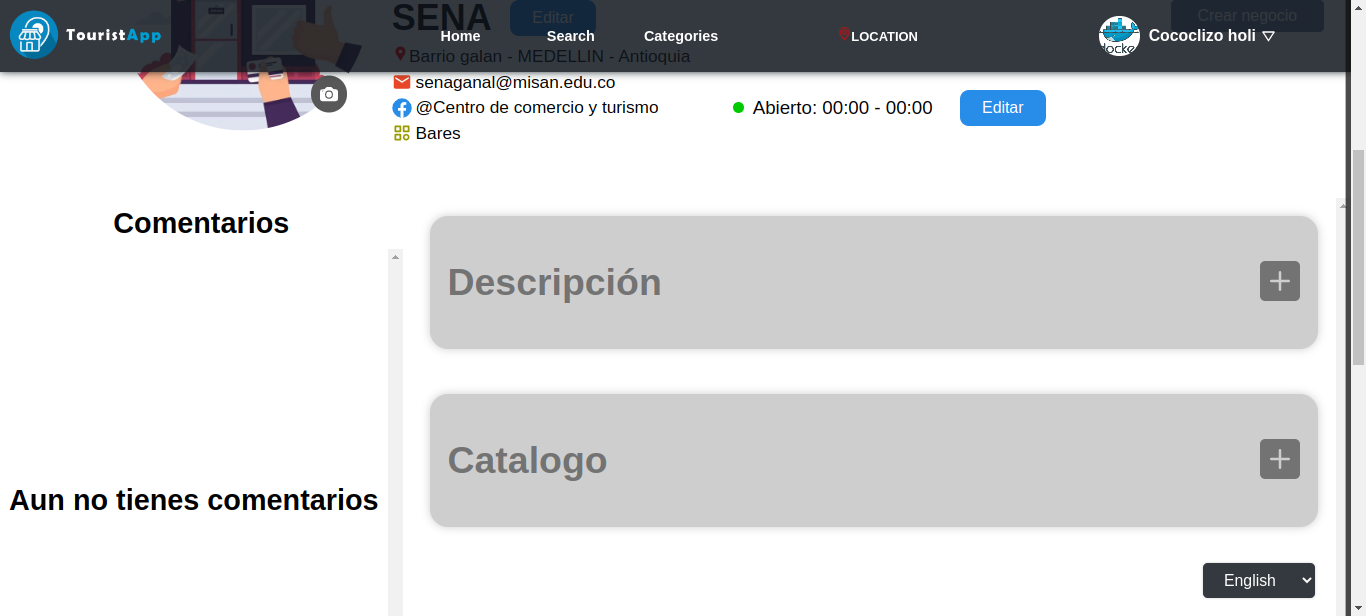 SENA
Editar
Crear negocio
TouristApp
Home
Search
Categories
LOCATION
docke
Cococlizo holi
Barrio galan - MEDELLIN - Antioquia
senaganal@misan.edu.co
@Centro de comercio y turismo
Abierto: 00:00 - 00:00
Editar
Bares
Comentarios
Descripción
Catalogo
Aun no tienes comentarios
English